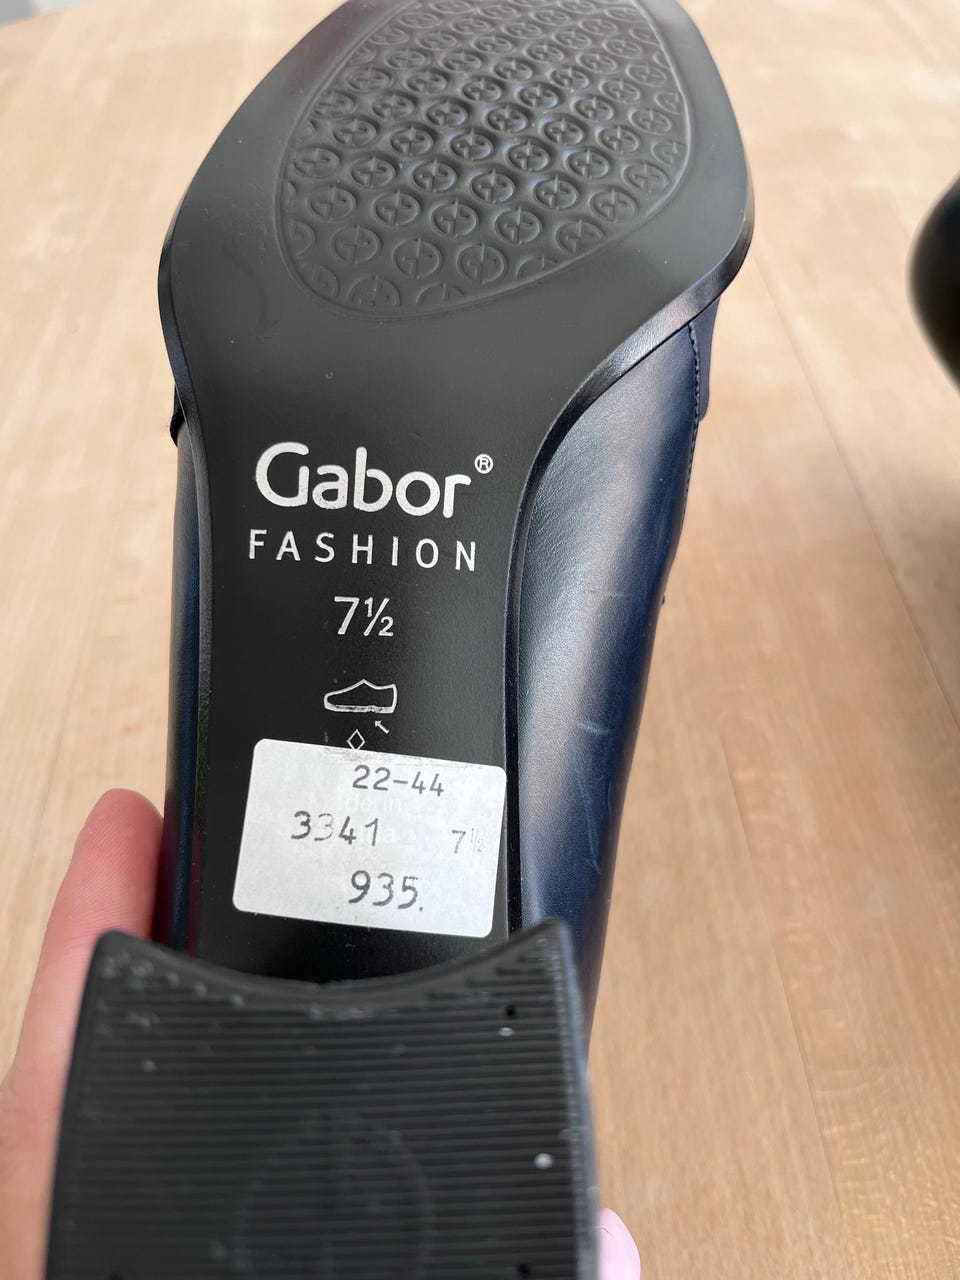 Gabor®
FASHION
7½
22-44
3341 7½
935.